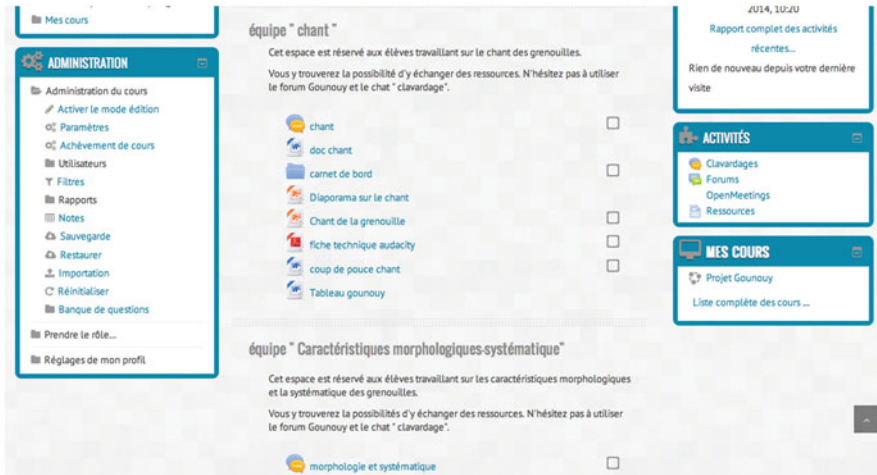 Mes cours
ADMINISTRATION
Administration du cours
Activer le mode édition
Paramètres
Achèvement de cours
Utilisateurs
Filtres
Rapports
Notes
Sauvegarde
Restaurer
Importation
Réinitialiser
Banque de questions
Prendre le rôle...
Réglages de mon profil
équipe " chant "
Cet espace est réservé aux élèves travaillant sur le chant des grenouilles.
Vous y trouverez la possibilité d'y échanger des ressources. N'hésitez pas à utiliser
le forum Gounouy et le chat " clavardage".
chant
doc chant
carnet de bord
Diaporama sur le chant
Chant de la grenouille
fiche technique audacity
coup de pouce chant
Tableau gounouy
équipe " Caractéristiques morphologiques-systématique"
Cet espace est réservé aux élèves travaillant sur les caractéristiques morphologiques
et la systématique des grenouilles.
Vous y trouverez la possibilités d'y échanger des ressources. N'hésitez pas à utiliser
le forum Gounouy et le chat " clavardage".
morphologie et systématique
2014, 10:20
Rapport complet des activités
récentes...
Rien de nouveau depuis votre dernière
visite
ACTIVITÉS
Clavardages
Forums
OpenMeetings
Ressources
MES COURS
Projet Gounouy
Liste complète des cours ...